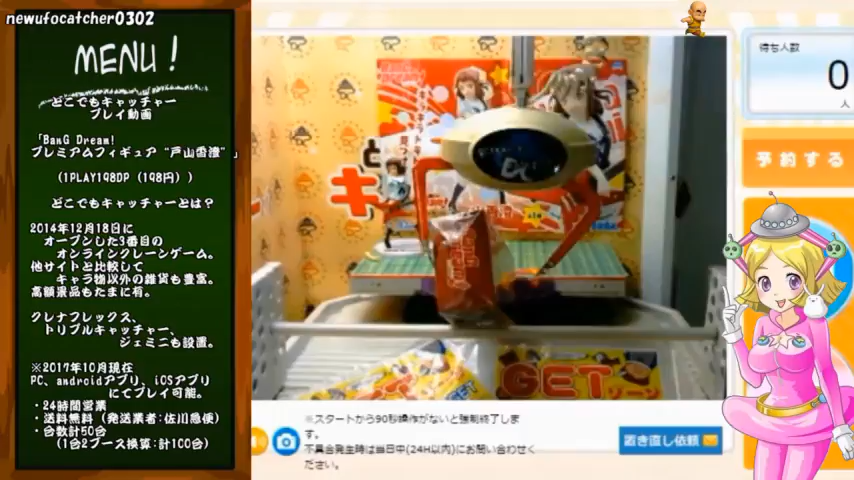 newufocatcher0302
MENU!
どこでもキャッチャー
プレイ動画
「BanG Dream!
プレミアムフィギュア“戸山香澄”」
(1PLAY198DP (198円))
どこでもキャッチャーとは?
2014年12月18日に
オープンした3番目の
オンラインクレーンゲーム。
他サイトと比較して
キャラ物以外の雑貨も豊富。
高額景品もたまに有。
クレナフレックス、
トリプルキャッチャー、
ジェミニも設置。
※2017年10月現在
PC、androidアプリ、iOSアプリ
にてプレイ可能。
・24時間営業
・送料無料 (発送業者:佐川急便)
・台数計50台
(1台2ブース換算:計100台)
と
キ
GET
GETゾーン
※スタートから90秒操作がないと強制終了しま
す。
不具合発生時は当日中(24H以内)にお問い合わせく
ださい。
置き直し依頼
待ち人数
0
人
予約する